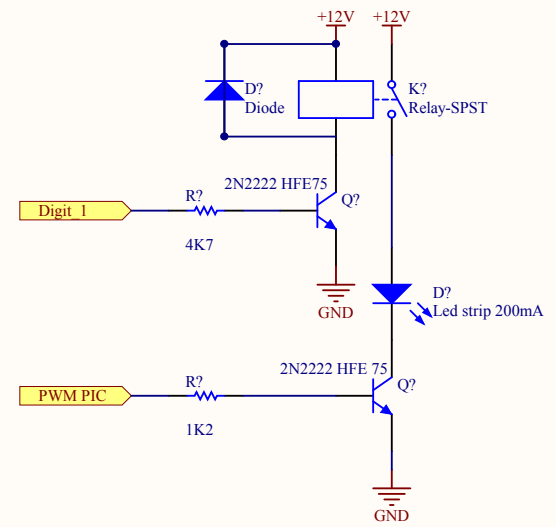 +12V +12V
D?
Diode
K?
Relay-SPST
2N2222 HFE75
Q?
R?
Digit_1
4K7
GND
D?
Led strip 200mA
2N2222 HFE 75
Q?
R?
PWM PIC
1K2
GND